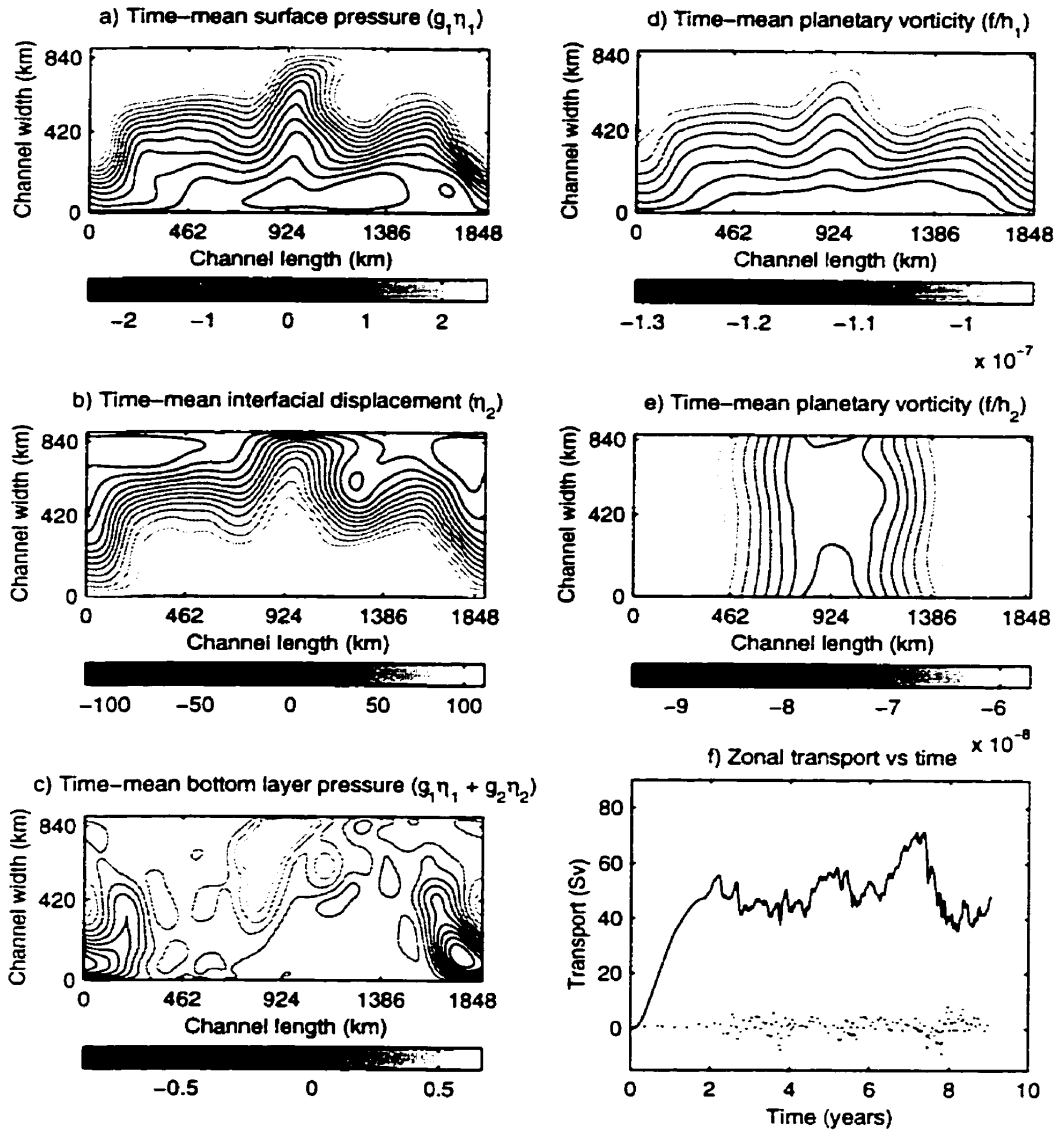 a) Time-mean surface pressure (g₁η₁)
Channel width (km)
840
420
0
0 462 924 1386 1848
Channel length (km)
-2 -1 0 1 2
b) Time-mean interfacial displacement (η₂)
Channel width (km)
840
420
0
0 462 924 1386 1848
Channel length (km)
-100 -50 0 50 100
c) Time-mean bottom layer pressure (g₁η₁ + g₂η₂)
Channel width (km)
840
420
0
0 462 924 1386 1848
Channel length (km)
-0.5 0 0.5
d) Time-mean planetary vorticity (f/h₁)
Channel width (km)
840
420
0
0 462 924 1386 1848
Channel length (km)
-1.3 -1.2 -1.1 -1
x 10⁻⁷
e) Time-mean planetary vorticity (f/h₂)
Channel width (km)
840
420
0
0 462 924 1386 1848
Channel length (km)
-9 -8 -7 -6
x 10⁻⁸
f) Zonal transport vs time
Transport (Sv)
80
60
40
20
0
0 2 4 6 8 10
Time (years)